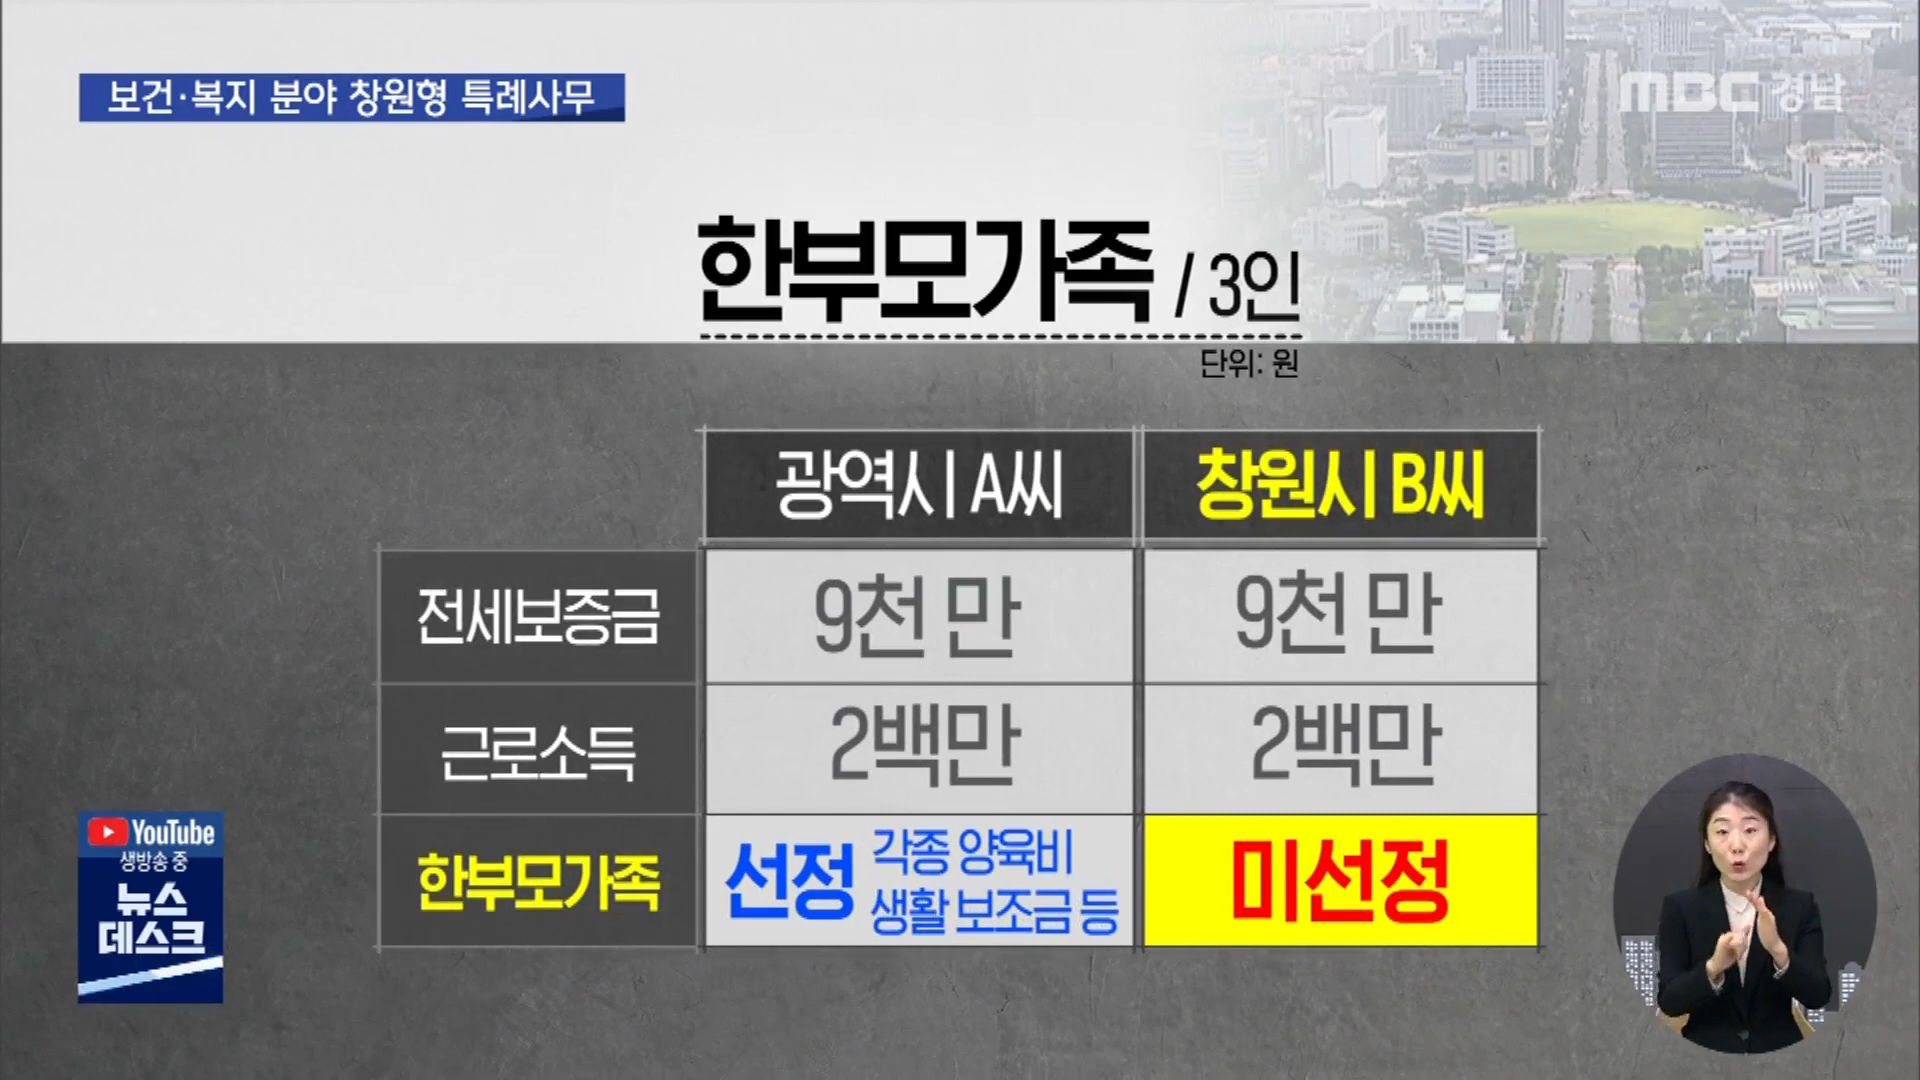 보건·복지 분야 창원형 특례사무
MBC 경남
한부모가족 / 3인
단위: 원
광역시 A씨
창원시 B씨
전세보증금
9천 만
9천 만
근로소득
2백만
2백만
한부모가족
선정
각종 양육비
생활 보조금 등
미선정
YouTube
생방송 중
뉴스
데스크